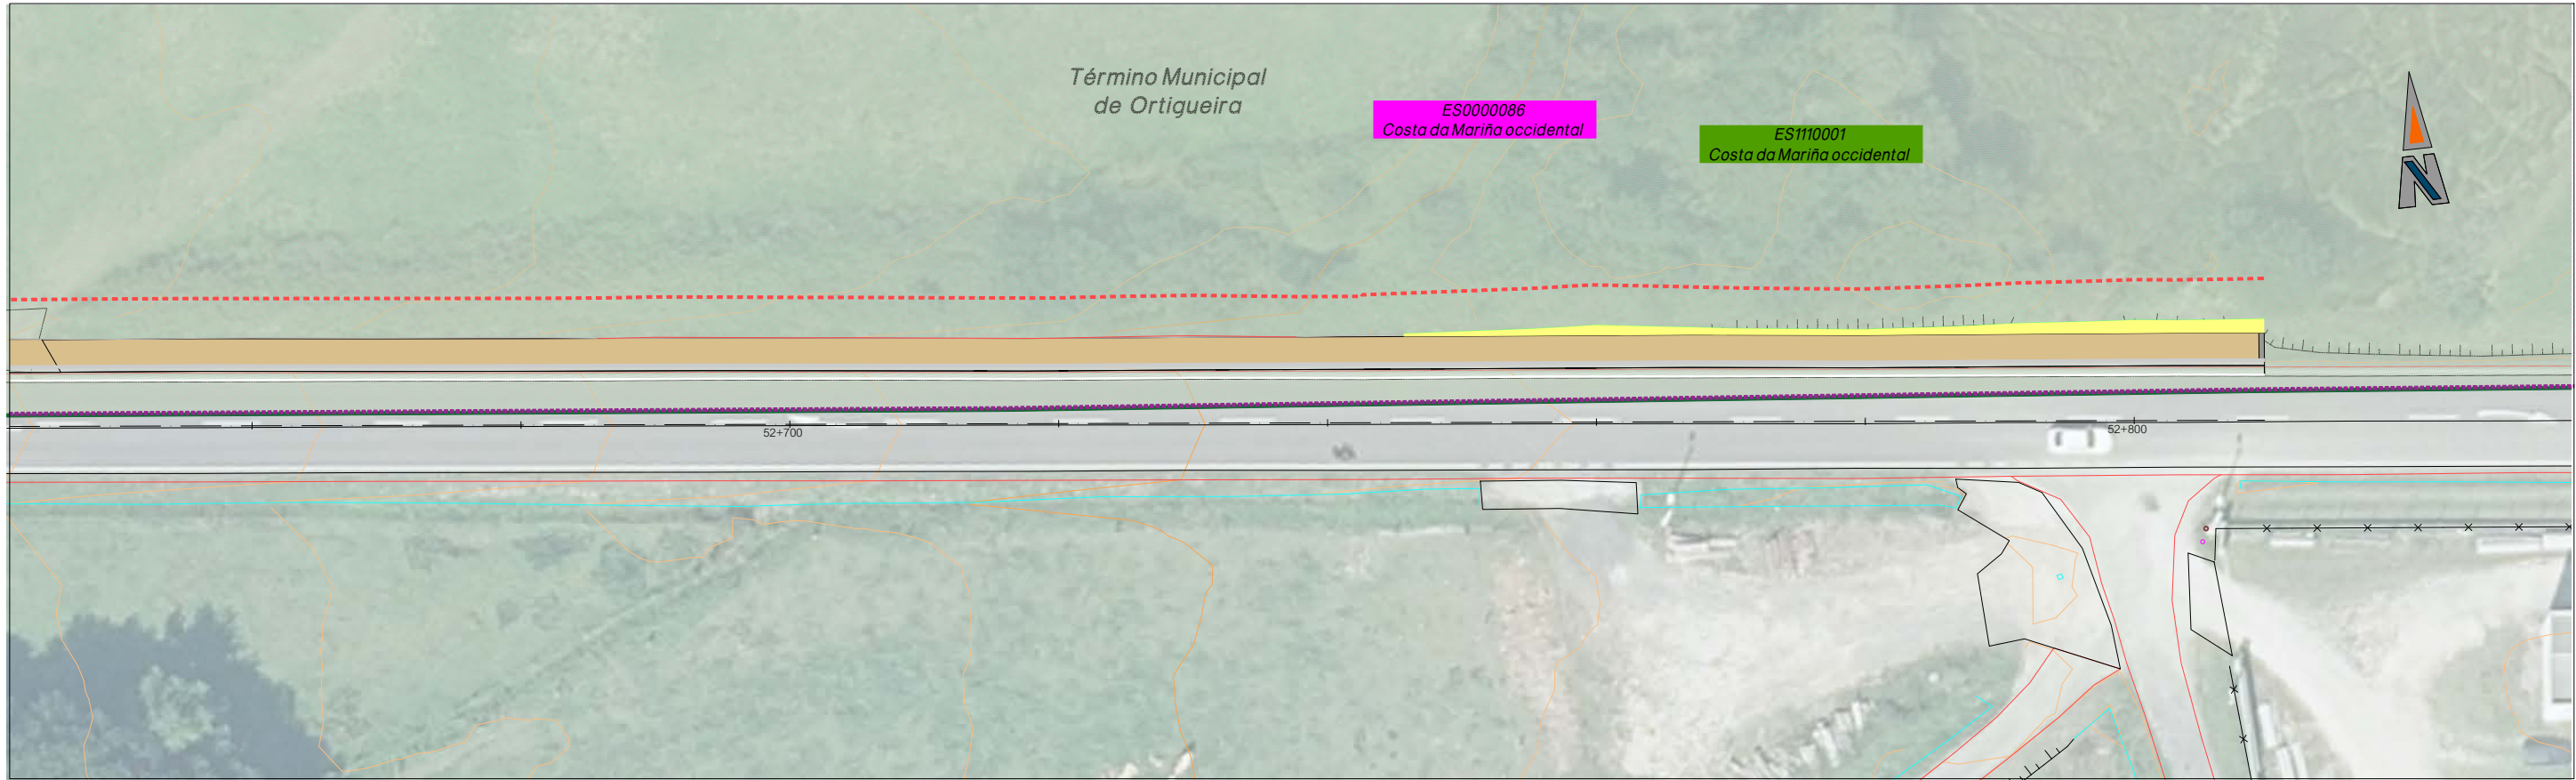 Término Municipal
de Ortigueira
ES0000086
Costa da Mariña occidental
ES1110001
Costa da Mariña occidental
N
52+700
52+800